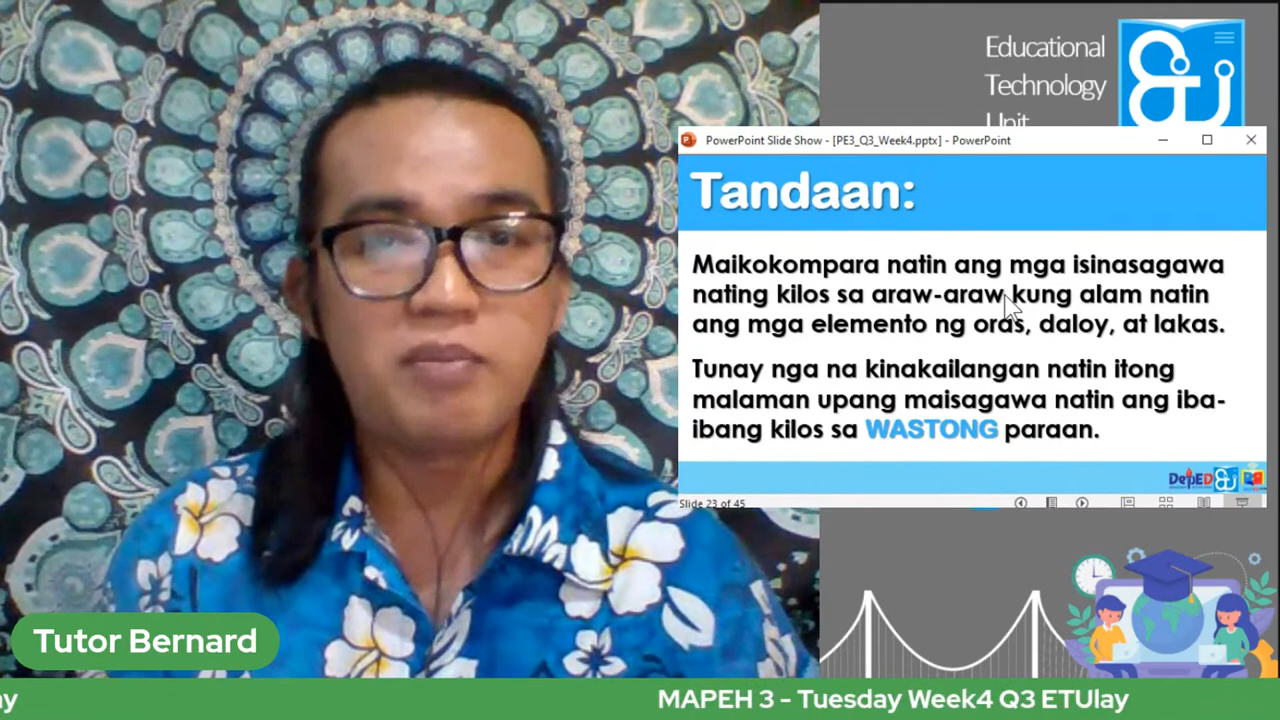 Educational
Technology
Unit
PowerPoint Slide Show - [PE3_Q3_Week4.pptx] - PowerPoint
Tandaan:
Maikokompara natin ang mga isinasagawa
nating kilos sa araw-araw kung alam natin
ang mga elemento ng oras, daloy, at lakas.
Tunay nga na kinakailangan natin itong
malaman upang maisagawa natin ang iba-
ibang kilos sa WASTONG paraan.
DepED
Slide 23 of 45
Tutor Bernard
ay
MAPEH 3 - Tuesday Week4 Q3 ETUlay